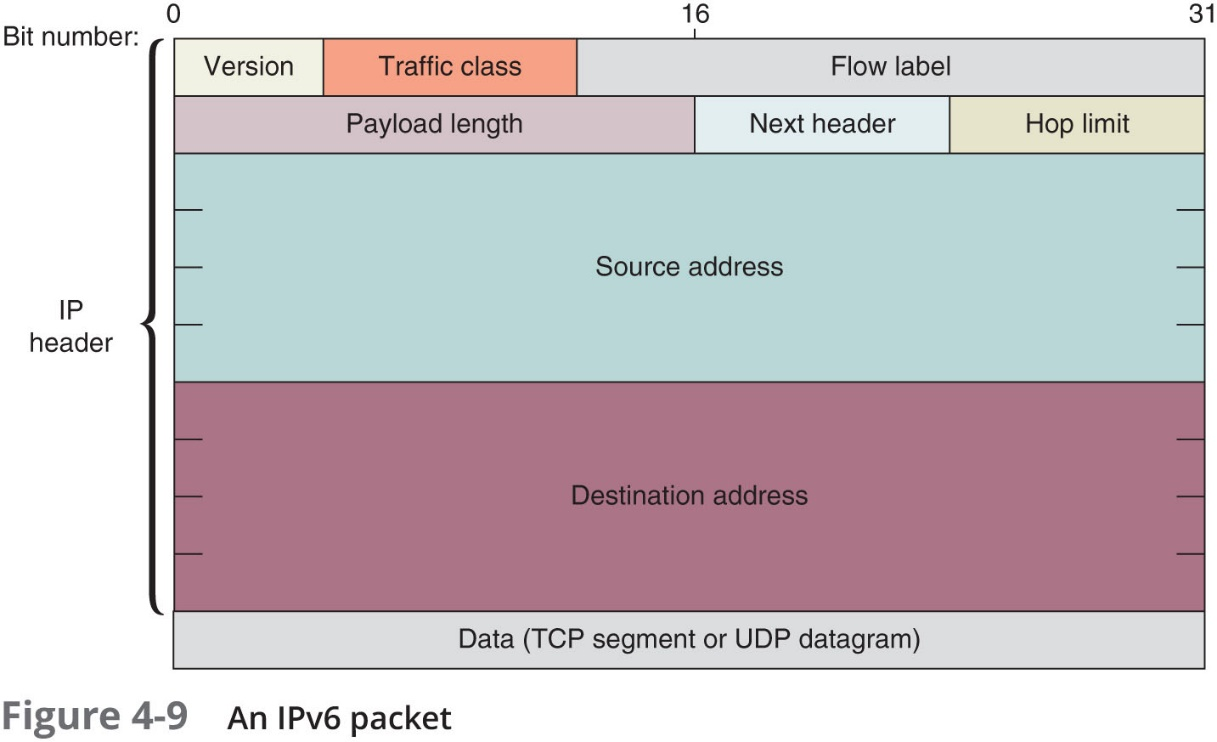 0 16 31
Bit number:
Version Traffic class Flow label
Payload length Next header Hop limit
Source address
IP
header
Destination address
Data (TCP segment or UDP datagram)
Figure 4-9 An IPv6 packet